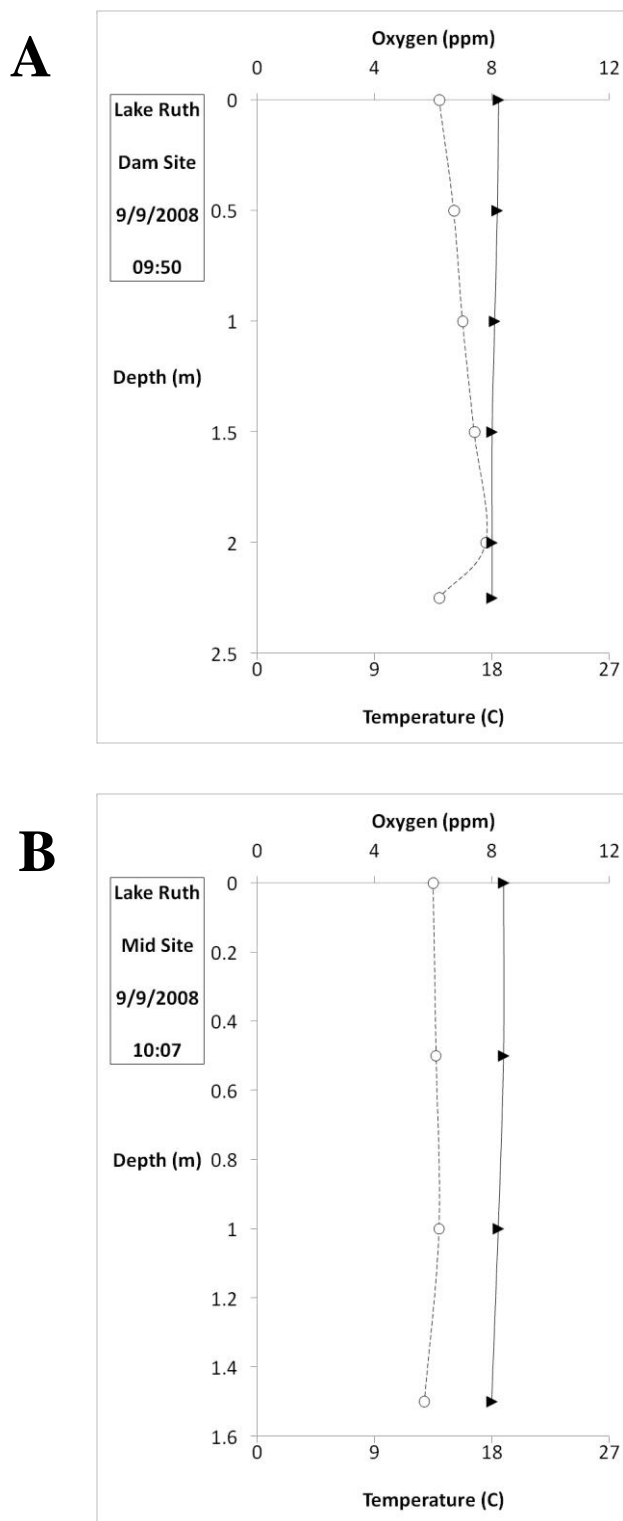 A
Oxygen (ppm)
0 4 8 12
Lake Ruth
Dam Site
9/9/2008
09:50
Depth (m)
0
0.5
1
1.5
2
2.5
0 9 18 27
Temperature (C)
B
Oxygen (ppm)
0 4 8 12
Lake Ruth
Mid Site
9/9/2008
10:07
Depth (m)
0
0.2
0.4
0.6
0.8
1
1.2
1.4
1.6
0 9 18 27
Temperature (C)